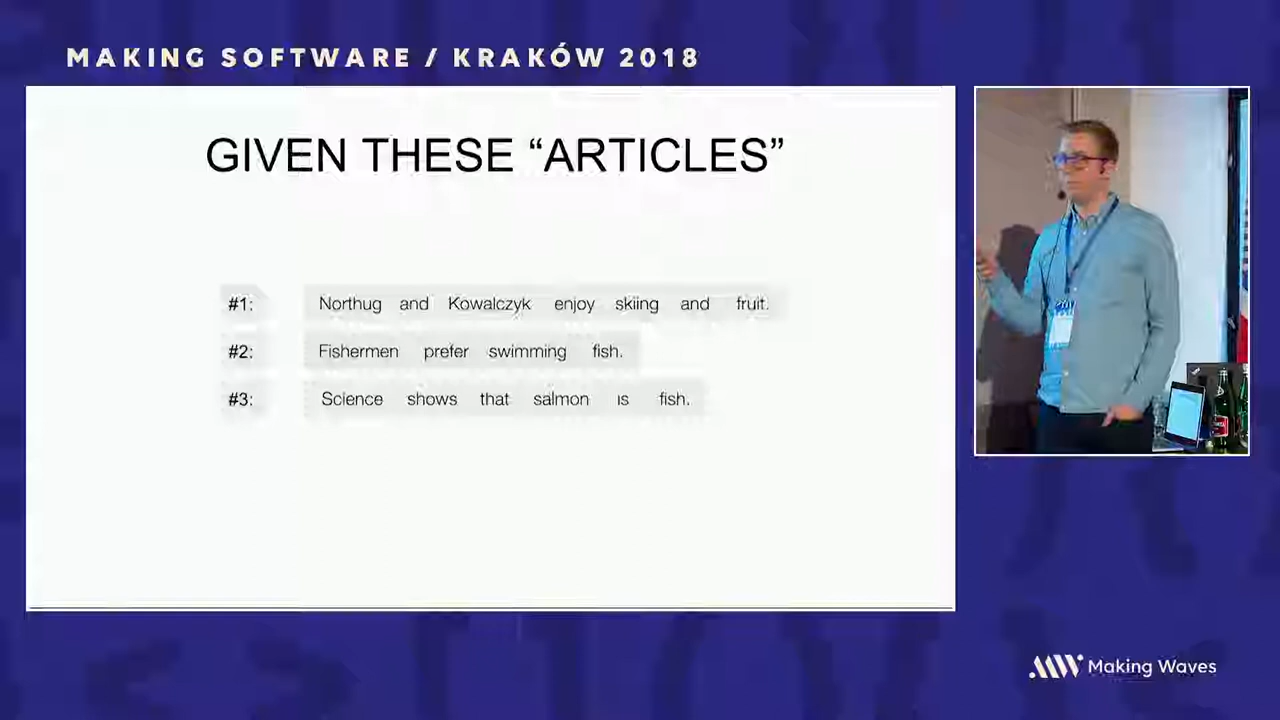 MAKING SOFTWARE / KRAKÓW 2018
GIVEN THESE “ARTICLES”
#1: Northug and Kowalczyk enjoy skiing and fruit.
#2: Fishermen prefer swimming fish.
#3: Science shows that salmon is fish.
Making Waves